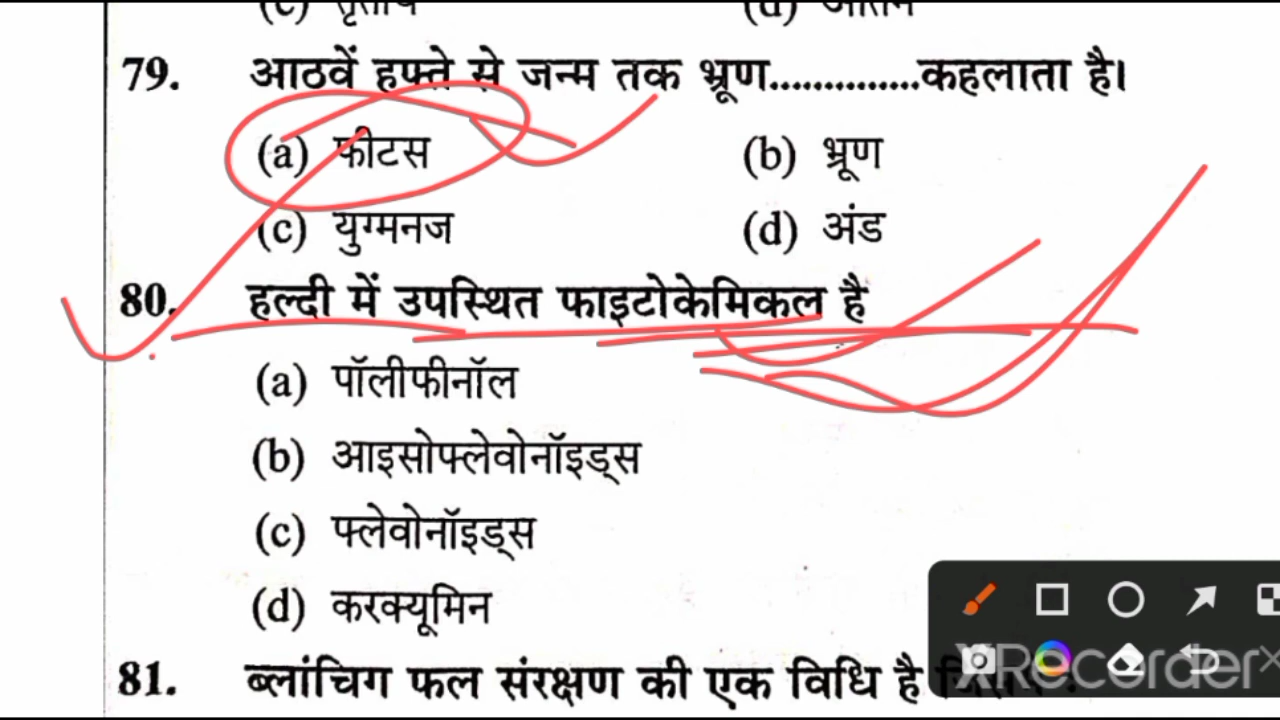 (c) तृतीय (d) अंतिम
79. आठवें हफ्ते से जन्म तक भ्रूण..............कहलाता है।
(a) फीटस (b) भ्रूण
(c) युग्मनज (d) अंड
80. हल्दी में उपस्थित फाइटोकेमिकल है
(a) पॉलीफीनॉल
(b) आइसोफ्लेवोनॉइड्स
(c) फ्लेवोनॉइड्स
(d) करक्यूमिन
81. ब्लांचिग फल संरक्षण की एक विधि है
XRecorder